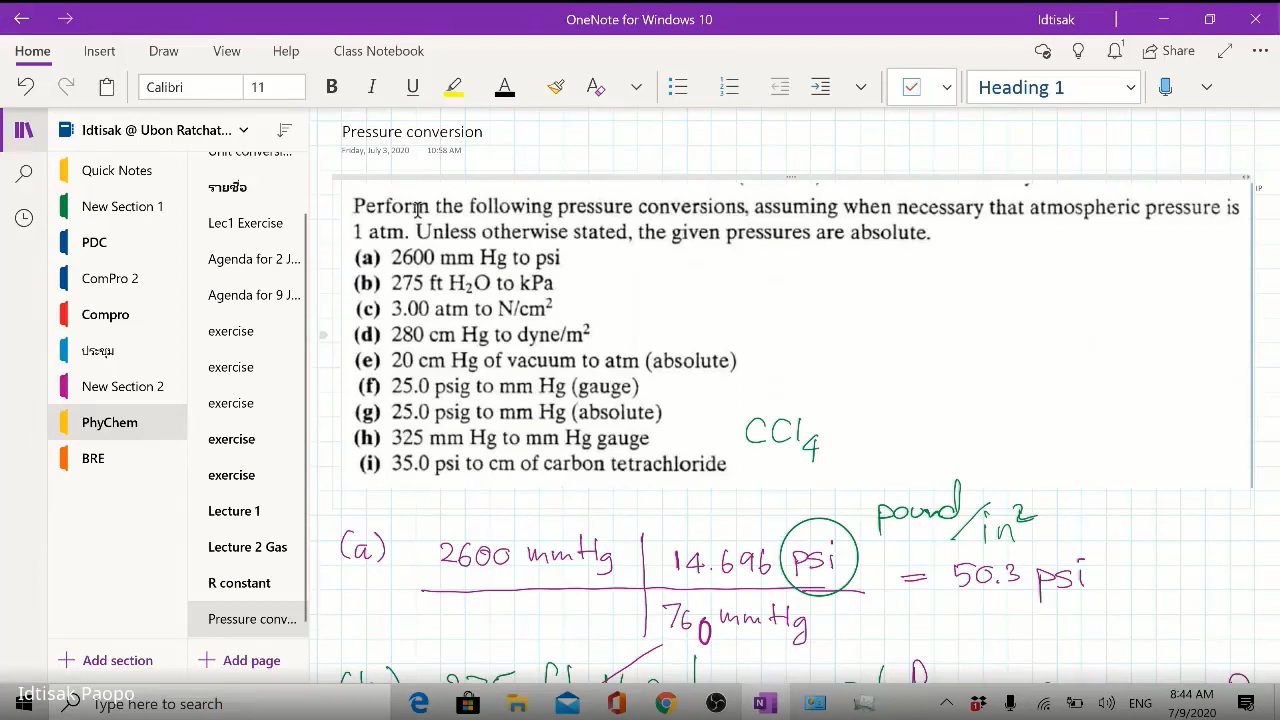 OneNote for Windows 10
Idtisak
Home Insert Draw View Help Class Notebook
Share
Calibri 11 B I U A Heading 1
Idtisak @ Ubon Ratchat...
Quick Notes
New Section 1
PDC
ComPro 2
Compro
ประชุม
New Section 2
PhyChem
BRE
Add section
รายชื่อ
Lec1 Exercise
Agenda for 2 J...
Agenda for 9 J...
exercise
exercise
exercise
exercise
exercise
Lecture 1
Lecture 2 Gas
R constant
Pressure conv...
Add page
Pressure conversion
Friday, July 3, 2020 10:58 AM
Perform the following pressure conversions, assuming when necessary that atmospheric pressure is
1 atm. Unless otherwise stated, the given pressures are absolute.
(a) 2600 mm Hg to psi
(b) 275 ft H₂O to kPa
(c) 3.00 atm to N/cm²
(d) 280 cm Hg to dyne/m²
(e) 20 cm Hg of vacuum to atm (absolute)
(f) 25.0 psig to mm Hg (gauge)
(g) 25.0 psig to mm Hg (absolute)
(h) 325 mm Hg to mm Hg gauge
(i) 35.0 psi to cm of carbon tetrachloride
CCl₄
pound/in²
(a) 2600 mmHg 14.696 psi = 50.3 psi
760 mmHg
Idtisak Paopo
Type here to search
ENG
8:44 AM
7/9/2020